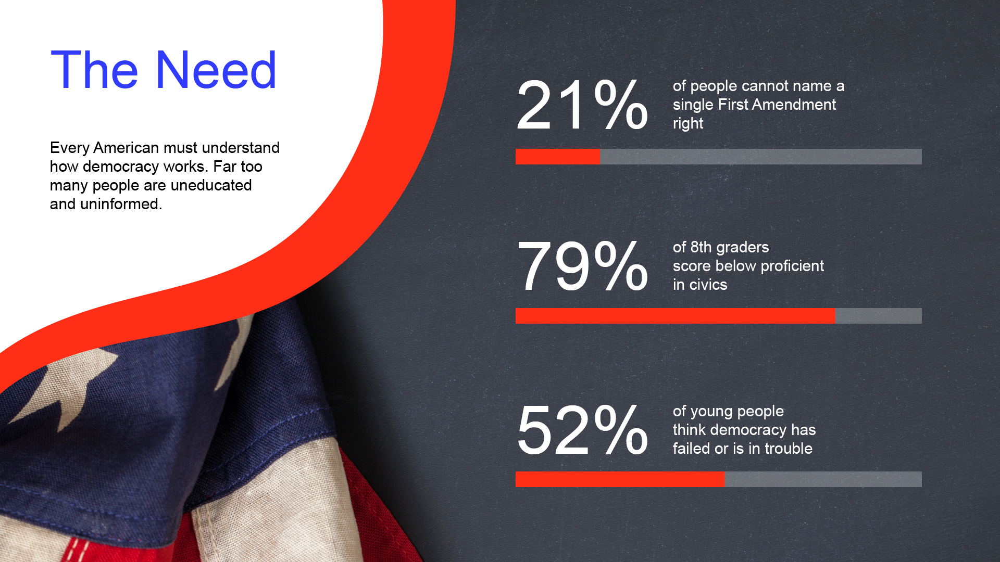 The Need
Every American must understand
how democracy works. Far too
many people are uneducated
and uninformed.
21%
of people cannot name a
single First Amendment
right
79%
of 8th graders
score below proficient
in civics
52%
of young people
think democracy has
failed or is in trouble